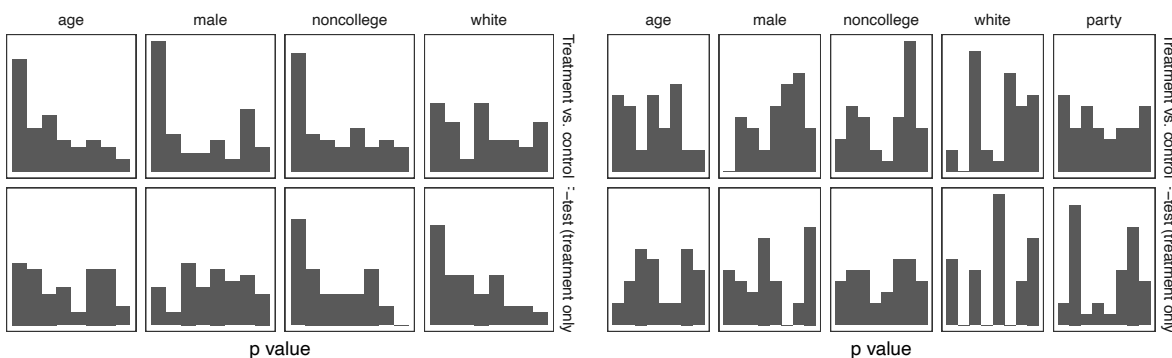 age male noncollege white
Treatment vs. control
:-test (treatment only
p value
age male noncollege white party
Treatment vs. control
:-test (treatment only
p value